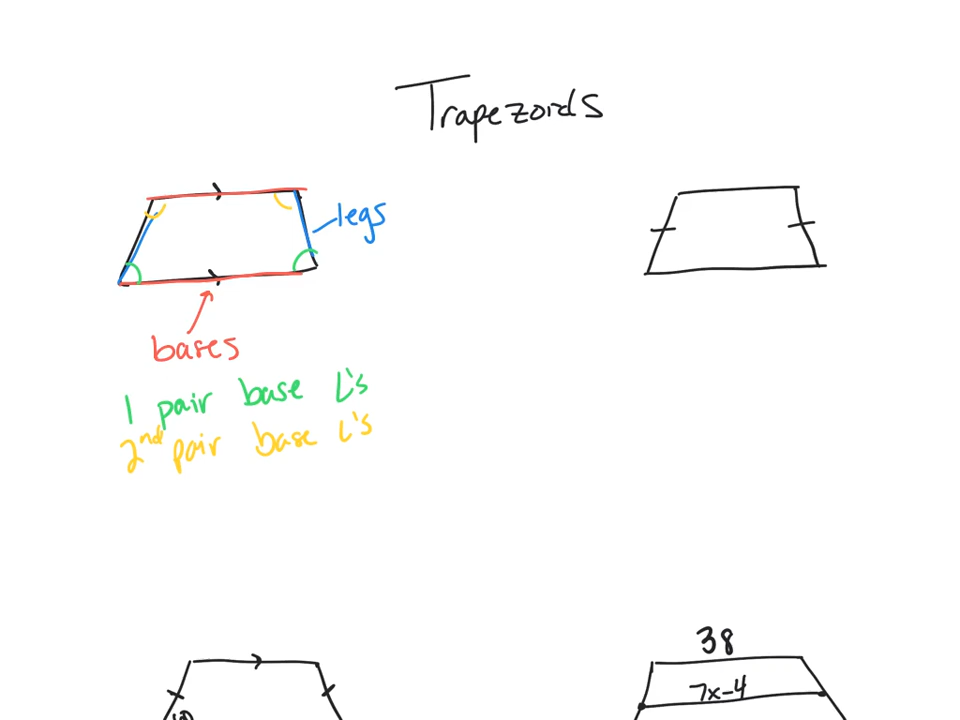 Trapezoids
legs
bases
1 pair base L's
2nd pair base L's
38
7x-4